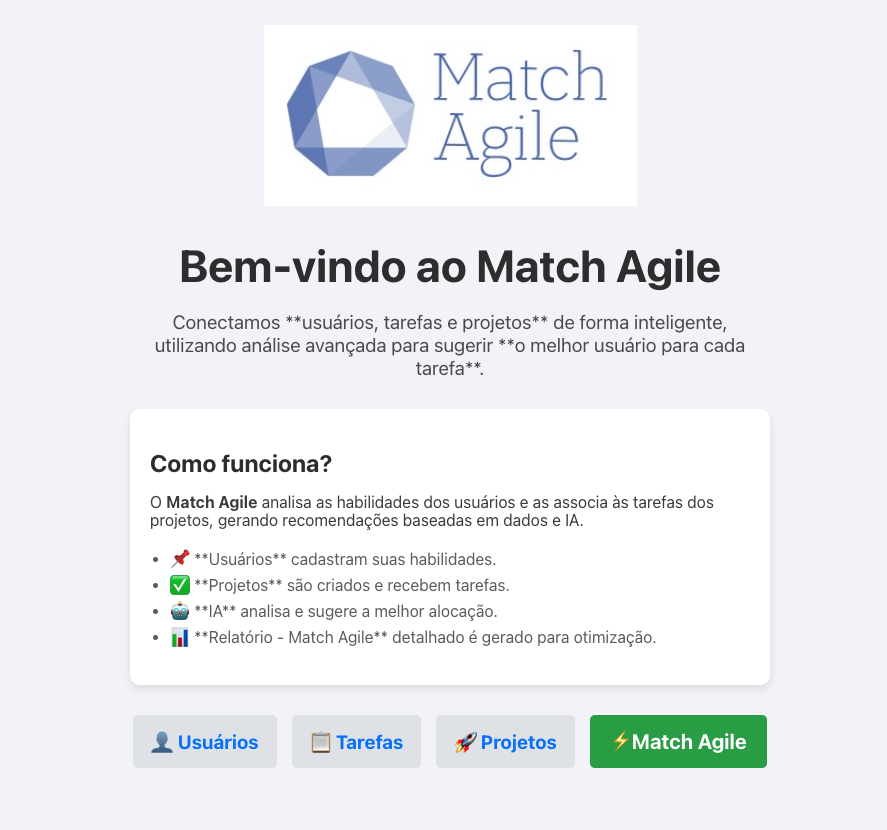 Match
Agile
Bem-vindo ao Match Agile
Conectamos **usuários, tarefas e projetos** de forma inteligente,
utilizando análise avançada para sugerir **o melhor usuário para cada
tarefa**.
Como funciona?
O Match Agile analisa as habilidades dos usuários e as associa às tarefas dos
projetos, gerando recomendações baseadas em dados e IA.
• 📌 **Usuários** cadastram suas habilidades.
• ✅ **Projetos** são criados e recebem tarefas.
• 🤖 **IA** analisa e sugere a melhor alocação.
• 📊 **Relatório - Match Agile** detalhado é gerado para otimização.
👤 Usuários
📋 Tarefas
🚀 Projetos
⚡Match Agile